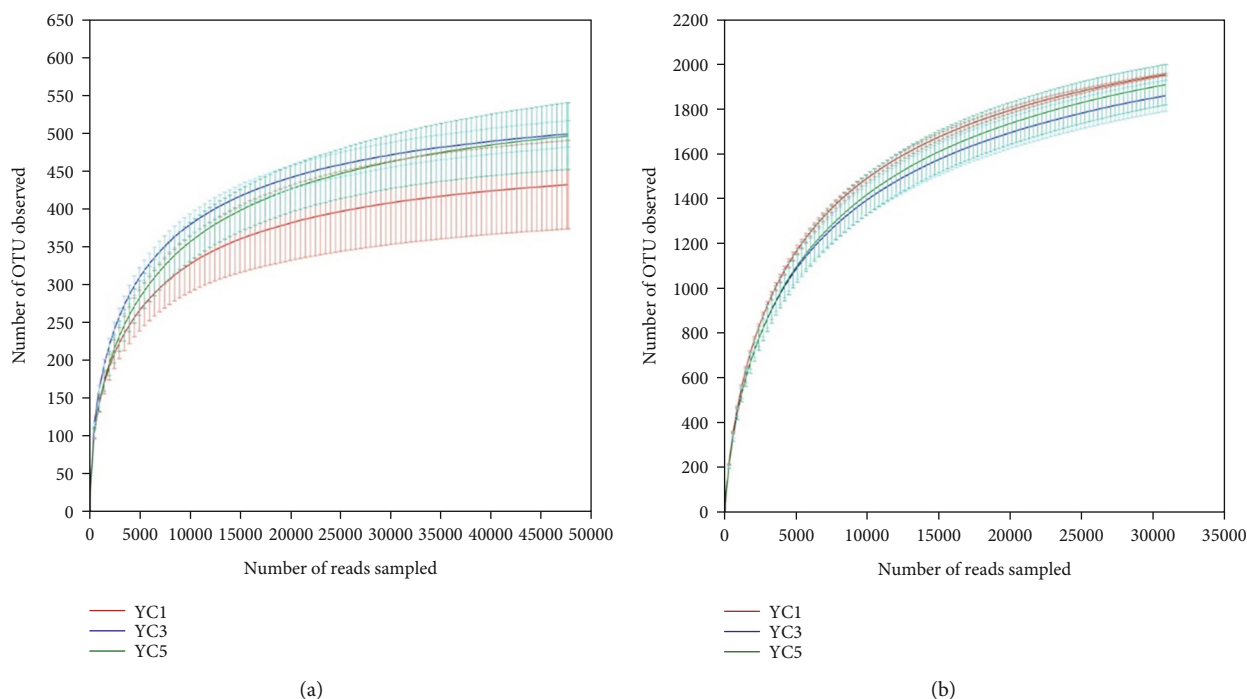 650
600
550
500
450
400
350
300
250
200
150
100
50
0
Number of OTU observed
0 5000 10000 15000 20000 25000 30000 35000 40000 45000 50000
Number of reads sampled
YC1
YC3
YC5
(a)
2200
2000
1800
1600
1400
1200
1000
800
600
400
200
0
Number of OTU observed
0 5000 10000 15000 20000 25000 30000 35000
Number of reads sampled
YC1
YC3
YC5
(b)